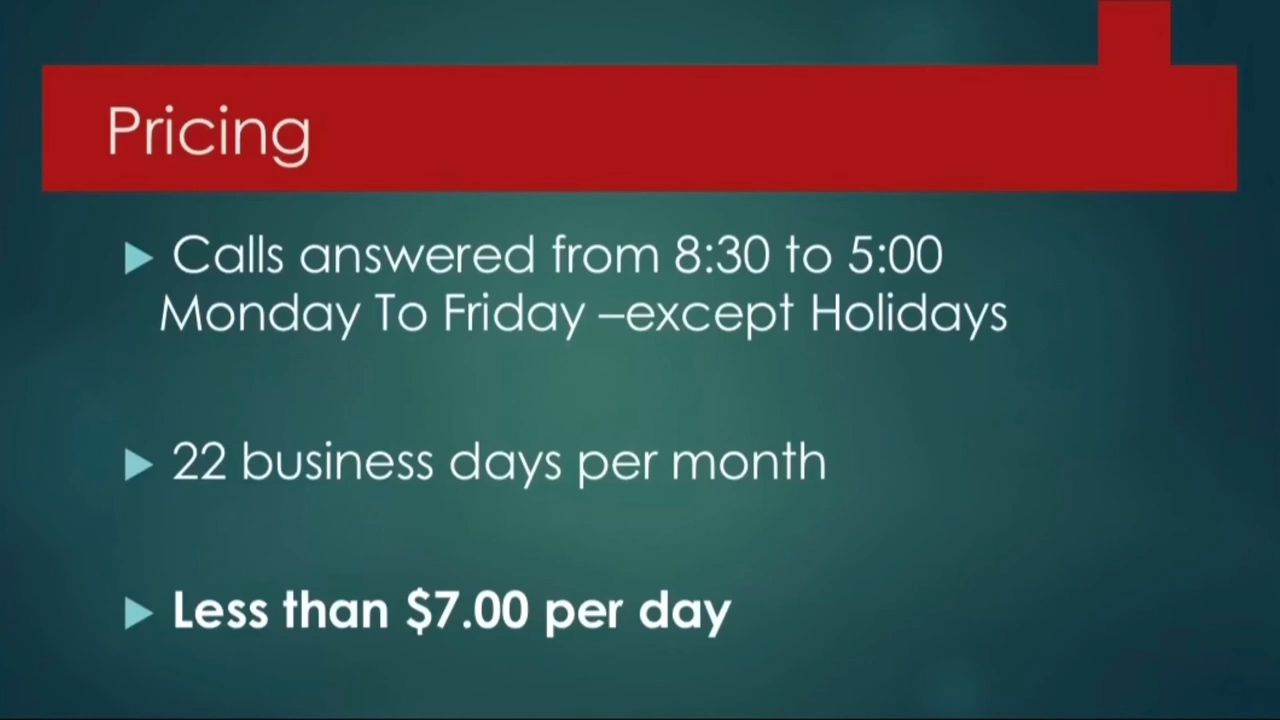 Pricing
Calls answered from 8:30 to 5:00
Monday To Friday –except Holidays
22 business days per month
Less than $7.00 per day